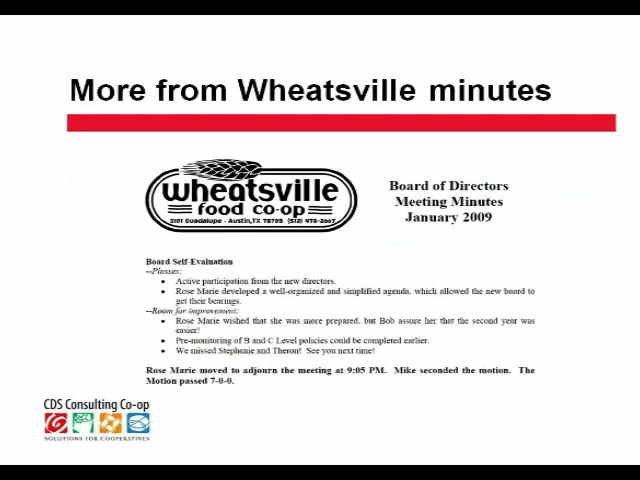 More from Wheatsville minutes
wheatsville
food co-op
3101 Guadalupe - Austin,TX 78705 (512) 478-2667
Board of Directors
Meeting Minutes
January 2009
Board Self-Evaluation
--Plusses:
• Active participation from the new directors.
• Rose Marie developed a well-organized and simplified agenda, which allowed the new board to
get their bearings.
--Room for improvement:
• Rose Marie wished that she was more prepared, but Bob assure her that the second year was
easier!
• Pre-monitoring of B and C Level policies could be completed earlier.
• We missed Stephanie and Theron! See you next time!
Rose Marie moved to adjourn the meeting at 9:05 PM. Mike seconded the motion. The
Motion passed 7-0-0.
CDS Consulting Co-op
SOLUTIONS FOR COOPERATIVES